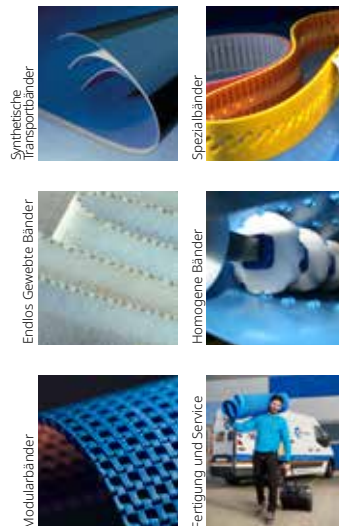 Synthetische
Transportbänder
Spezialbänder
Endlos Gewebte Bänder
Homogene Bänder
Modularbänder
Fertigung und Service